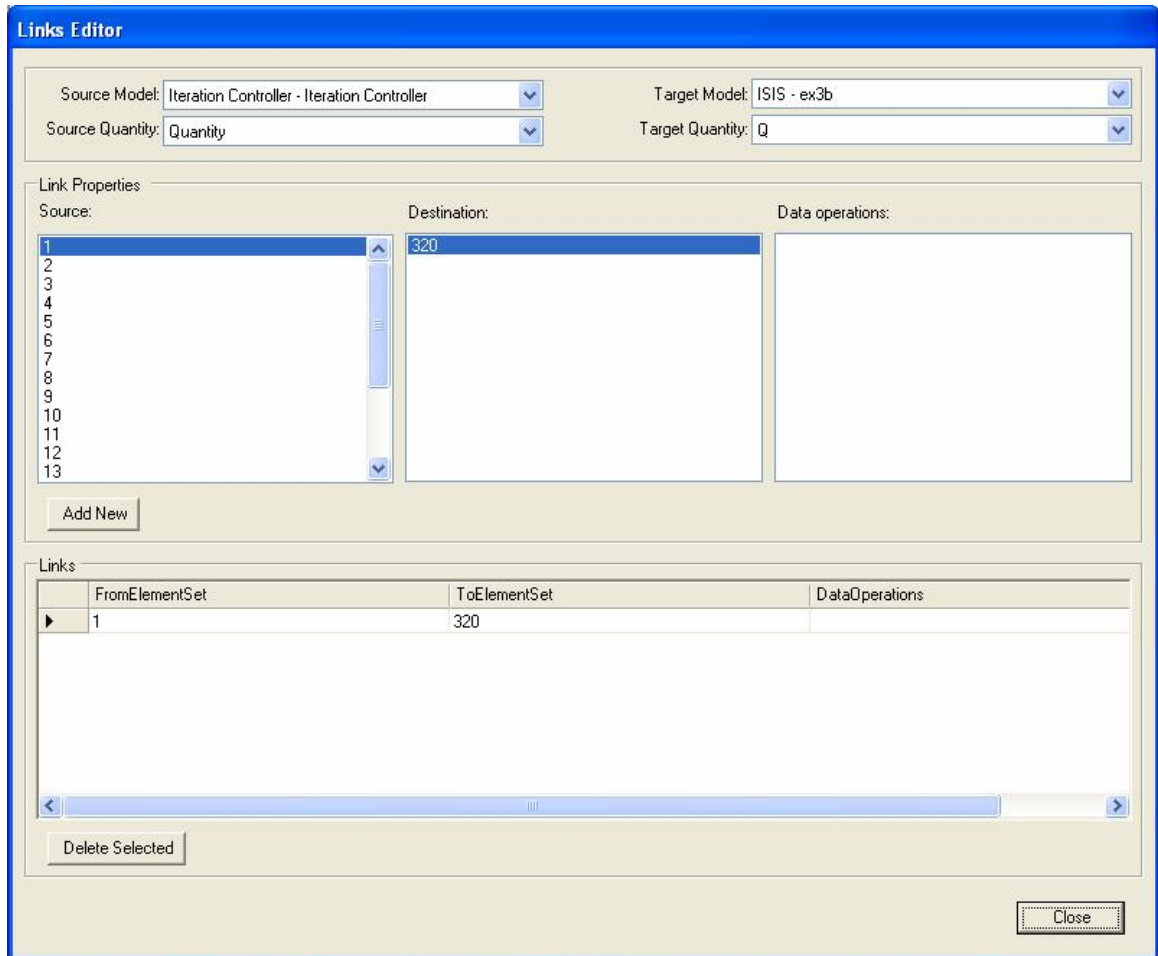 Links Editor
Source Model: Iteration Controller - Iteration Controller
Target Model: ISIS - ex3b
Source Quantity: Quantity
Target Quantity: Q
Link Properties
Source:
Destination:
Data operations:
1
2
3
4
5
6
7
8
9
10
11
12
13
320
Add New
Links
FromElementSet ToElementSet DataOperations
1 320
Delete Selected
Close